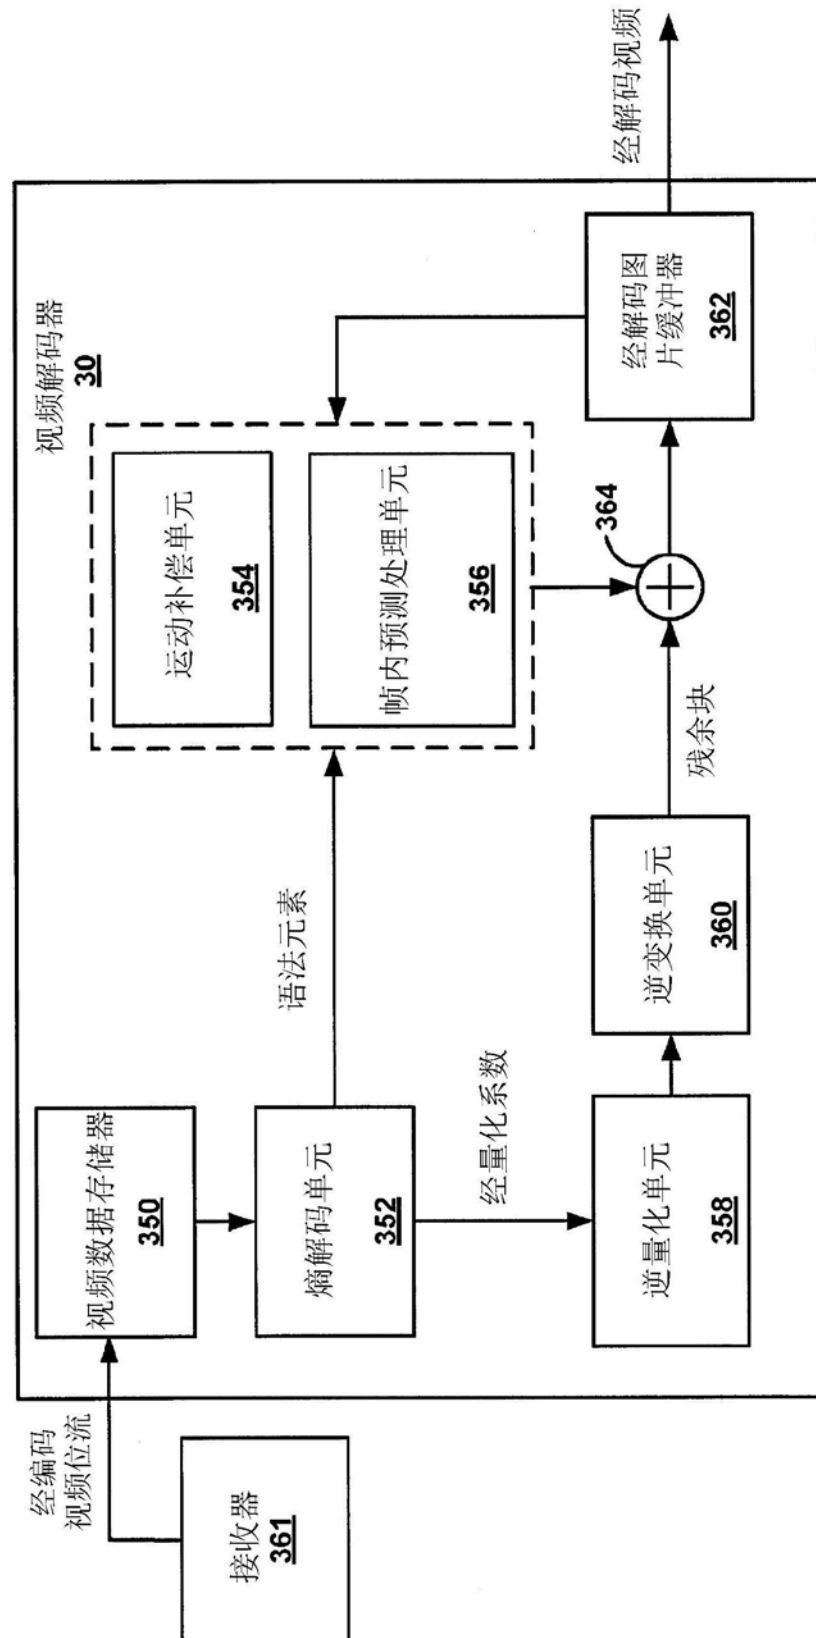 视频解码器
30
经编码
视频位流
接收器
361
视频数据存储器
350
熵解码单元
352
语法元素
经量化系数
运动补偿单元
354
帧内预测处理单元
356
逆量化单元
358
逆变换单元
360
残余块
364
经解码图
片缓冲器
362
经解码视频